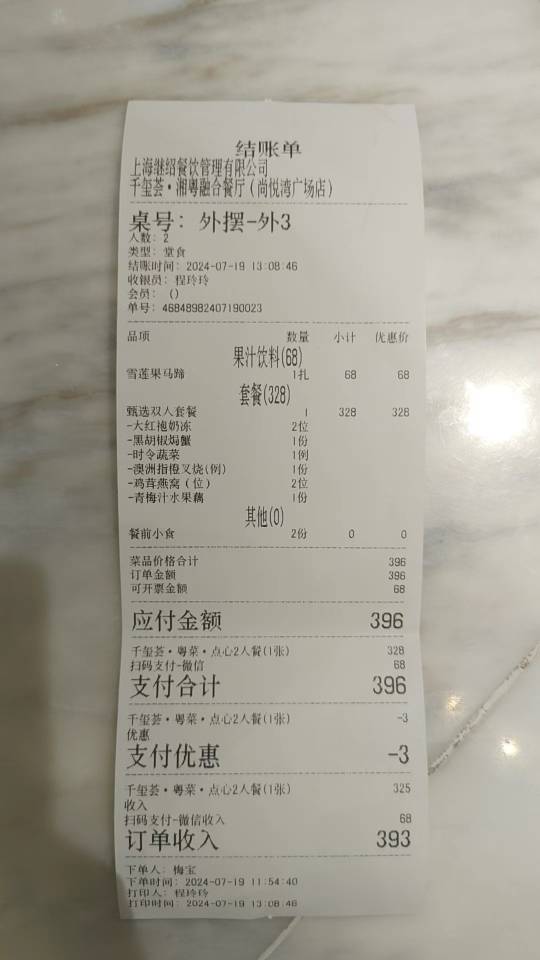 结账单
上海继绍餐饮管理有限公司
千玺荟·湘粤融合餐厅(尚悦湾广场店)
桌号: 外摆-外3
人数: 2
类型: 堂食
结账时间: 2024-07-19 13:08:46
收银员: 程玲玲
会员: ()
单号: 46848982407190023
品项 数量 小计 优惠价
果汁饮料(68)
雪莲果马蹄 1扎 68 68
套餐(328)
甄选双人套餐 1 328 328
-大红袍奶冻 2位
-黑胡椒焗蟹 1份
-时令蔬菜 1例
-澳洲指橙叉烧(例) 1份
-鸡茸燕窝(位) 2位
-青梅汁水果藕 1份
其他(0)
餐前小食 2份 0 0
菜品价格合计 396
订单金额 396
可开票金额 68
应付金额 396
千玺荟·粤菜·点心2人餐(1张) 328
扫码支付-微信 68
支付合计 396
千玺荟·粤菜·点心2人餐(1张) -3
优惠
支付优惠 -3
千玺荟·粤菜·点心2人餐(1张) 325
收入
扫码支付-微信收入 68
订单收入 393
下单人: 梅宝
下单时间: 2024-07-19 11:54:40
打印人: 程玲玲
打印时间: 2024-07-19 13:08:46